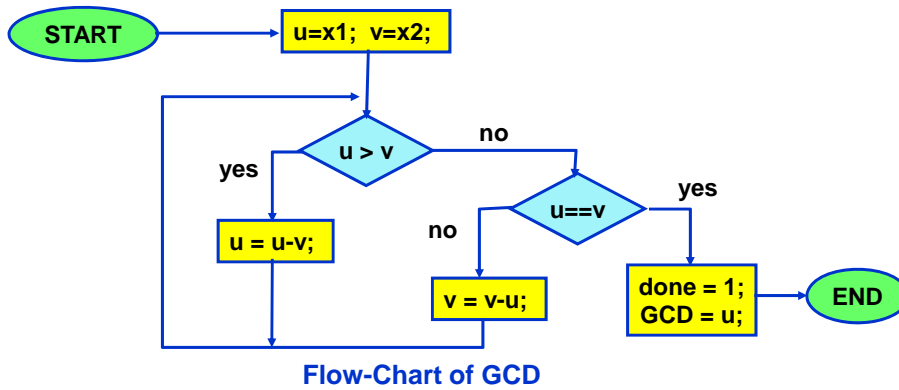 START
u=x1; v=x2;
u > v
yes
no
u==v
yes
no
u = u-v;
v = v-u;
done = 1;
GCD = u;
END
Flow-Chart of GCD